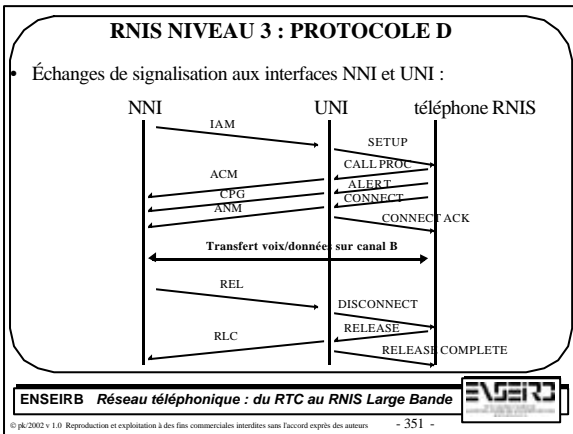 RNIS NIVEAU 3 : PROTOCOLE D
• Échanges de signalisation aux interfaces NNI et UNI :
NNI UNI téléphone RNIS
IAM
SETUP
CALL PROC
ACM
ALERT
CPG
CONNECT
ANM
CONNECT ACK
Transfert voix/données sur canal B
REL
DISCONNECT
RELEASE
RLC
RELEASE COMPLETE
ENSEIRB Réseau téléphonique : du RTC au RNIS Large Bande
ENSEIRB
© pk/2002 v 1.0 Reproduction et exploitation à des fins commerciales interdites sans l'accord exprès des auteurs - 351 -